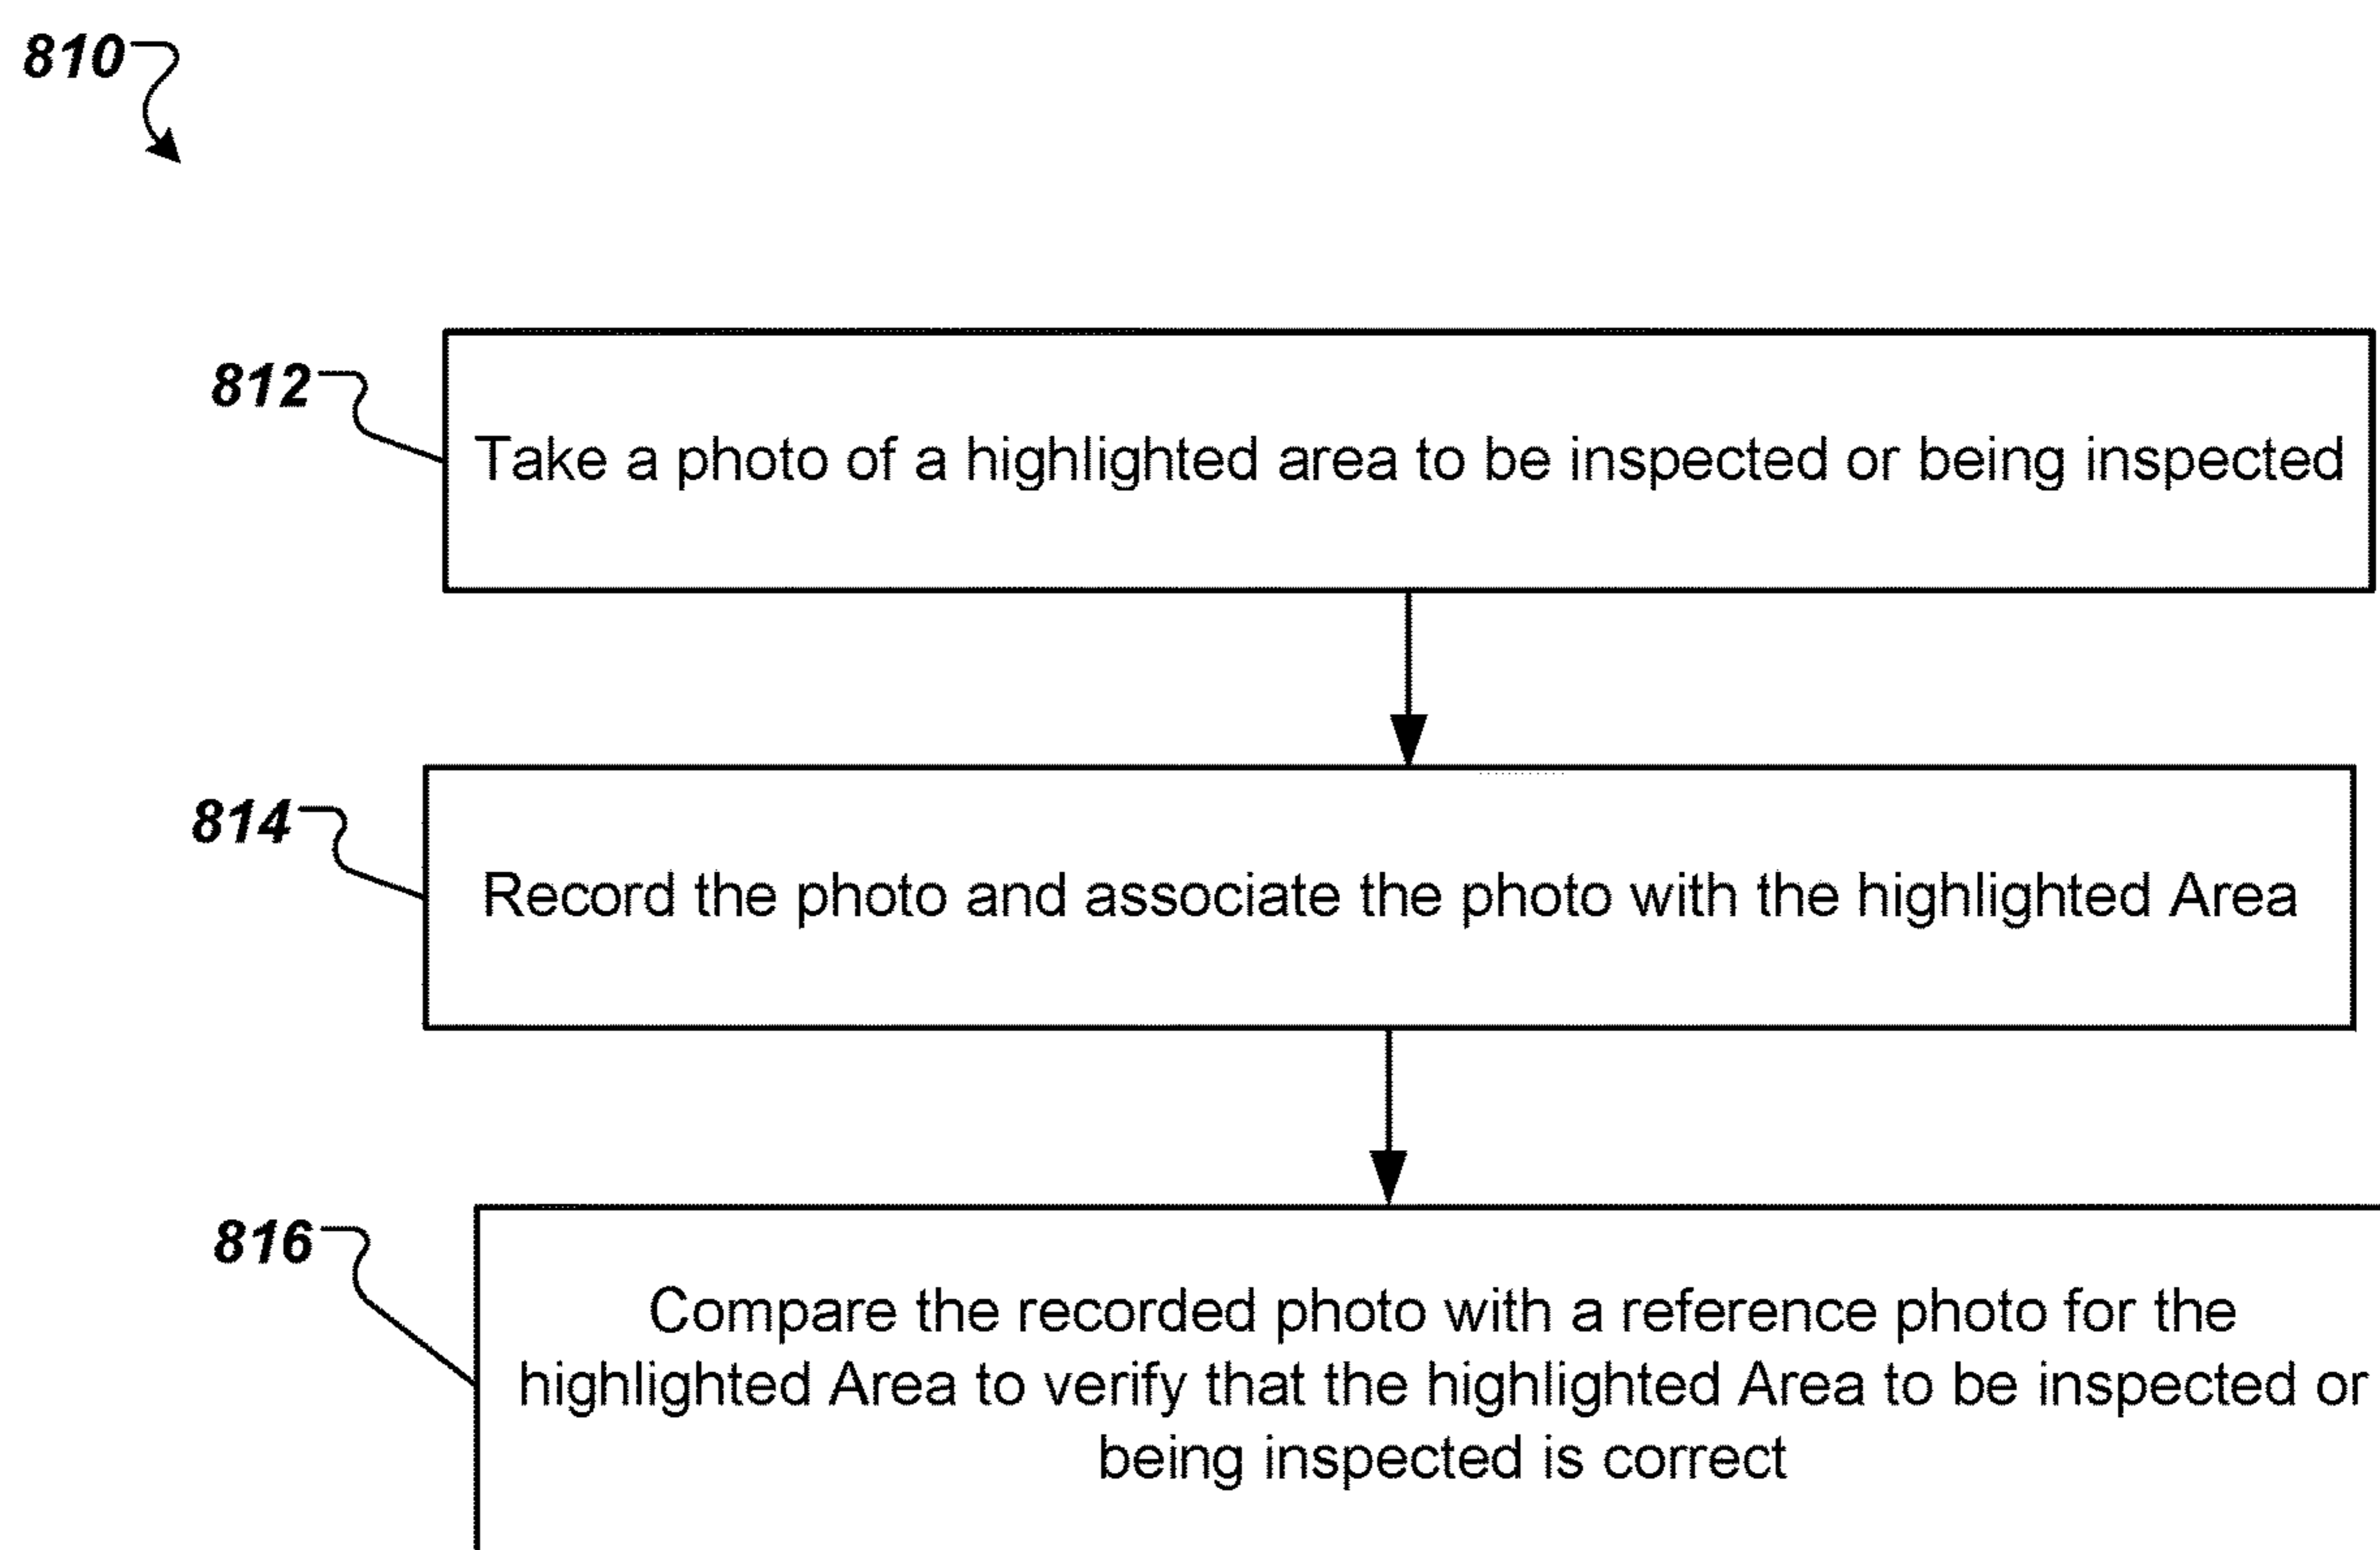 810
812
Take a photo of a highlighted area to be inspected or being inspected
814
Record the photo and associate the photo with the highlighted Area
816
Compare the recorded photo with a reference photo for the
highlighted Area to verify that the highlighted Area to be inspected or
being inspected is correct